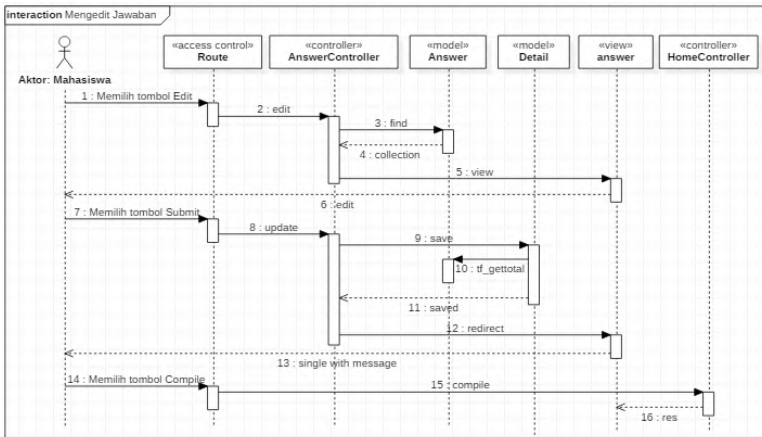 interaction Mengedit Jawaban
«access control»
Route
«controller»
AnswerController
«model»
Answer
«model»
Detail
«view»
answer
«controller»
HomeController
Aktor: Mahasiswa
1 : Memilih tombol Edit
2 : edit
3 : find
4 : collection
5 : view
6 : edit
7 : Memilih tombol Submit
8 : update
9 : save
10 : tf_gettotal
11 : saved
12 : redirect
13 : single with message
14 : Memilih tombol Compile
15 : compile
16 : res